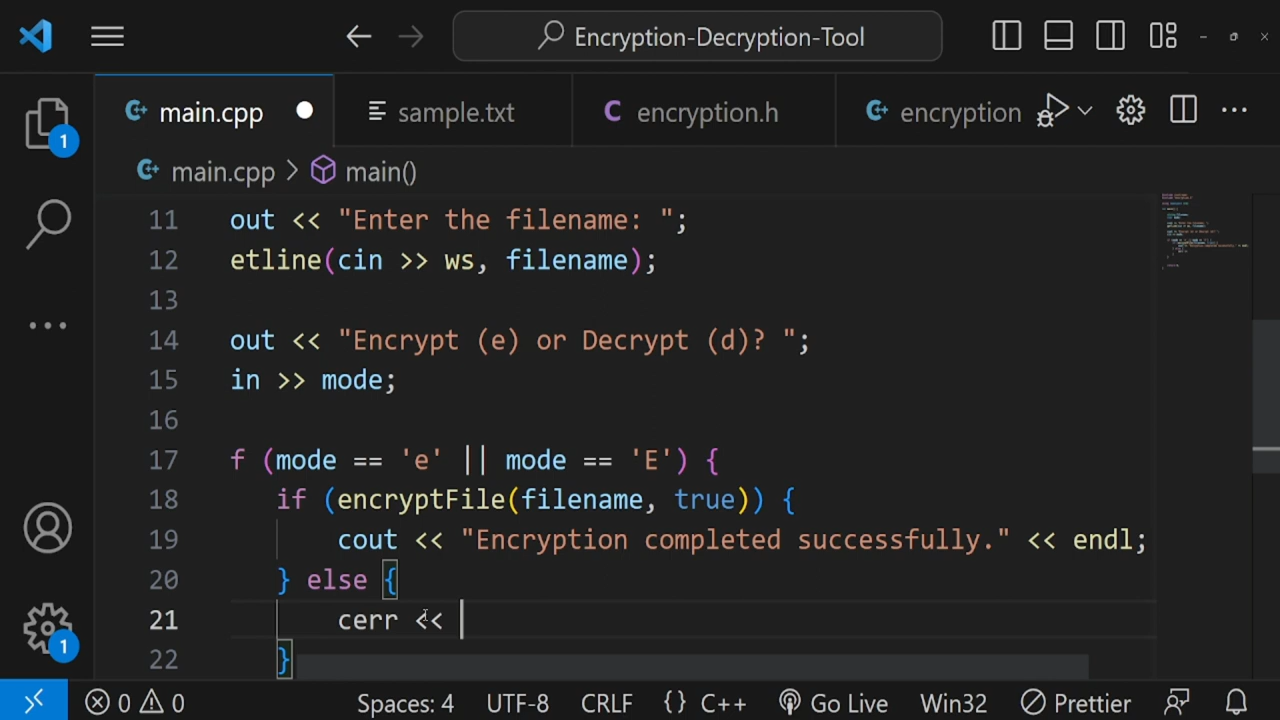 Encryption-Decryption-Tool
main.cpp sample.txt encryption.h encryption
1
main.cpp > main()
11 out << "Enter the filename: ";
12 etline(cin >> ws, filename);
13
14 out << "Encrypt (e) or Decrypt (d)? ";
15 in >> mode;
16
17 f (mode == 'e' || mode == 'E') {
18 if (encryptFile(filename, true)) {
19 cout << "Encryption completed successfully." << endl;
20 } else {
21 cerr <<
22 }
1
0 0 Spaces: 4 UTF-8 CRLF {} C++ Go Live Win32 Prettier